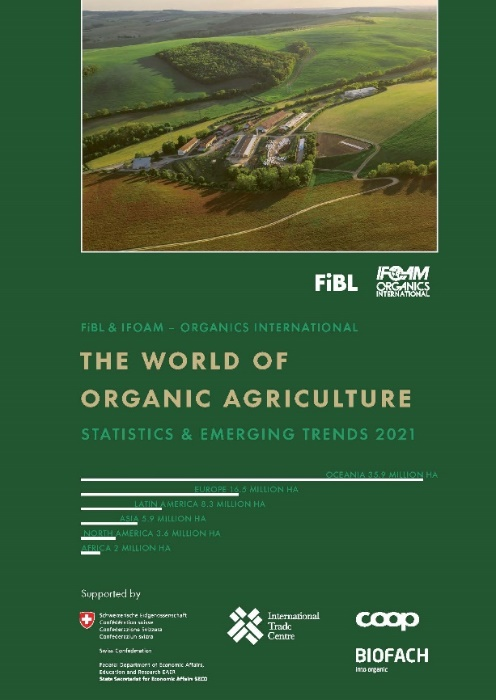 FiBL
IFOAM
ORGANICS
INTERNATIONAL
FiBL & IFOAM – ORGANICS INTERNATIONAL
THE WORLD OF
ORGANIC AGRICULTURE
STATISTICS & EMERGING TRENDS 2021
OCEANIA 35.9 MILLION HA
EUROPE 16.5 MILLION HA
LATIN AMERICA 8.3 MILLION HA
ASIA 5.9 MILLION HA
NORTH AMERICA 3.6 MILLION HA
AFRICA 2 MILLION HA
Supported by
Schweizerische Eidgenossenschaft
Confédération suisse
Confederazione Svizzera
Confederaziun svizra
Swiss Confederation
Federal Department of Economic Affairs,
Education and Research EAER
State Secretariat for Economic Affairs SECO
International
Trade
Centre
coop
BIOFACH
into organic